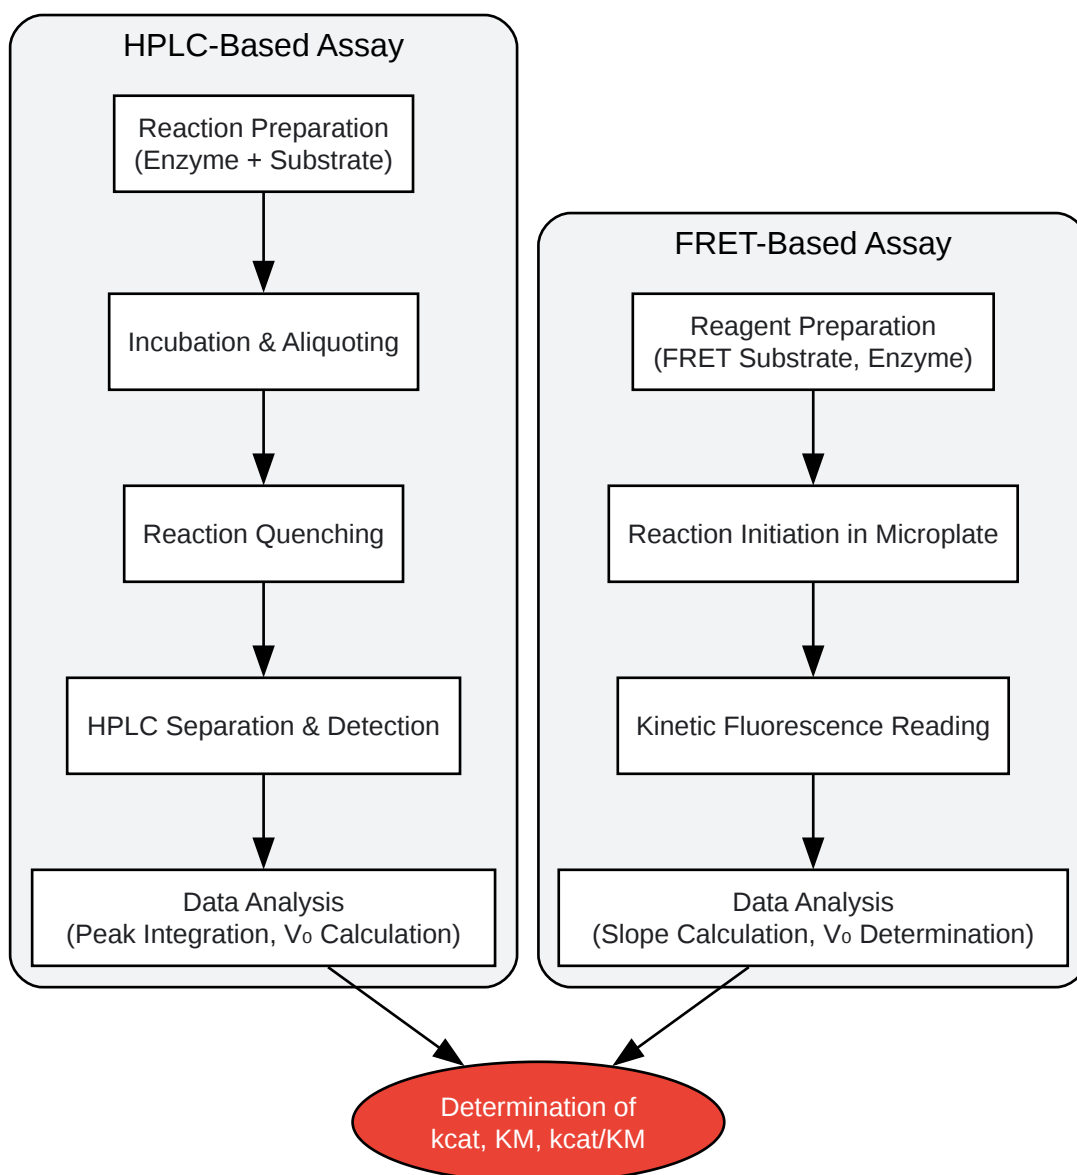 HPLC-Based Assay
Reaction Preparation
(Enzyme + Substrate)
Incubation & Aliquoting
Reaction Quenching
HPLC Separation & Detection
Data Analysis
(Peak Integration, V₀ Calculation)
FRET-Based Assay
Reagent Preparation
(FRET Substrate, Enzyme)
Reaction Initiation in Microplate
Kinetic Fluorescence Reading
Data Analysis
(Slope Calculation, V₀ Determination)
Determination of
kcat, KM, kcat/KM